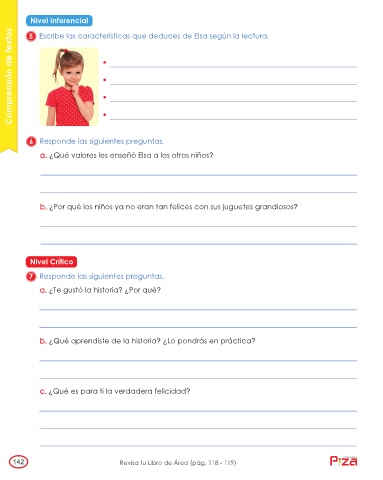 Nivel Inferencial
5 Escribe las características que deduces de Elsa según la lectura.
Comprensión de textos
6 Responde las siguientes preguntas.
a. ¿Qué valores les enseñó Elsa a los otros niños?
b. ¿Por qué los niños ya no eran tan felices con sus juguetes grandiosos?
Nivel Crítico
7 Responde las siguientes preguntas.
a. ¿Te gustó la historia? ¿Por qué?
b. ¿Qué aprendiste de la historia? ¿Lo pondrás en práctica?
c. ¿Qué es para ti la verdadera felicidad?
142
Revisa tu Libro de Área (pág. 118 - 119)